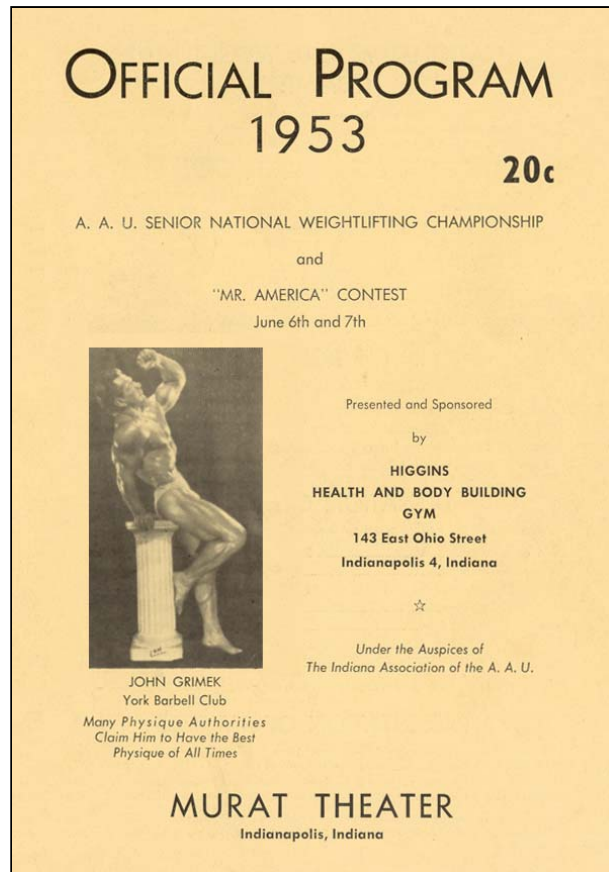 OFFICIAL PROGRAM
1953
20c
A. A. U. SENIOR NATIONAL WEIGHTLIFTING CHAMPIONSHIP
and
"MR. AMERICA" CONTEST
June 6th and 7th
Presented and Sponsored
by
HIGGINS
HEALTH AND BODY BUILDING
GYM
143 East Ohio Street
Indianapolis 4, Indiana
☆
Under the Auspices of
The Indiana Association of the A. A. U.
JOHN GRIMEK
York Barbell Club
Many Physique Authorities
Claim Him to Have the Best
Physique of All Times
MURAT THEATER
Indianapolis, Indiana